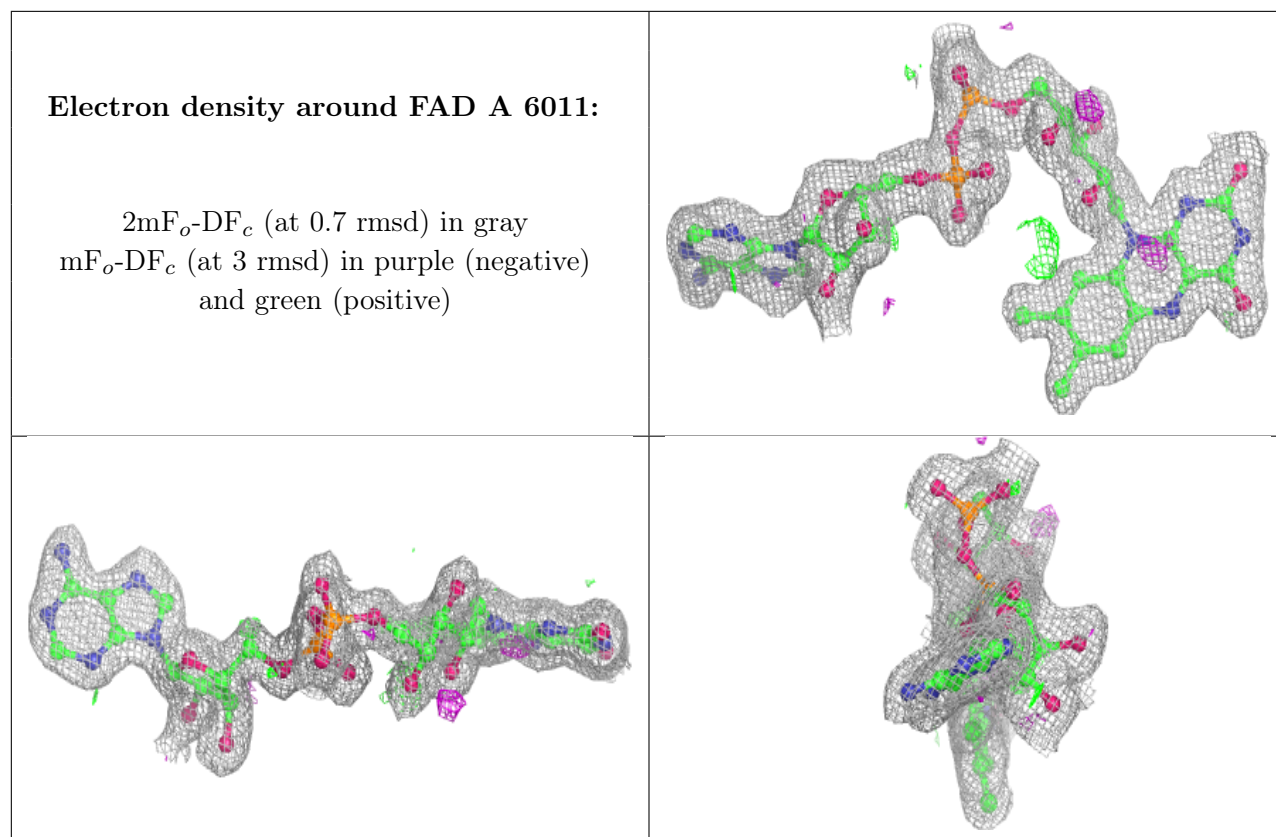 Electron density around FAD A 6011:
2mFo-DFc (at 0.7 rmsd) in gray
mFo-DFc (at 3 rmsd) in purple (negative)
and green (positive)